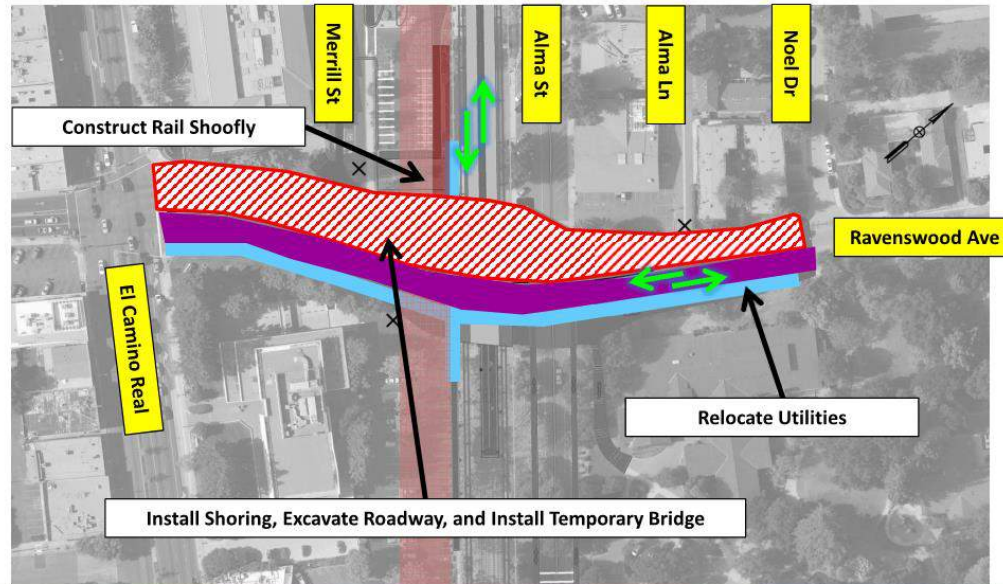 Merrill St
Alma St
Alma Ln
Noel Dr
Construct Rail Shoofly
Ravenswood Ave
El Camino Real
Relocate Utilities
Install Shoring, Excavate Roadway, and Install Temporary Bridge